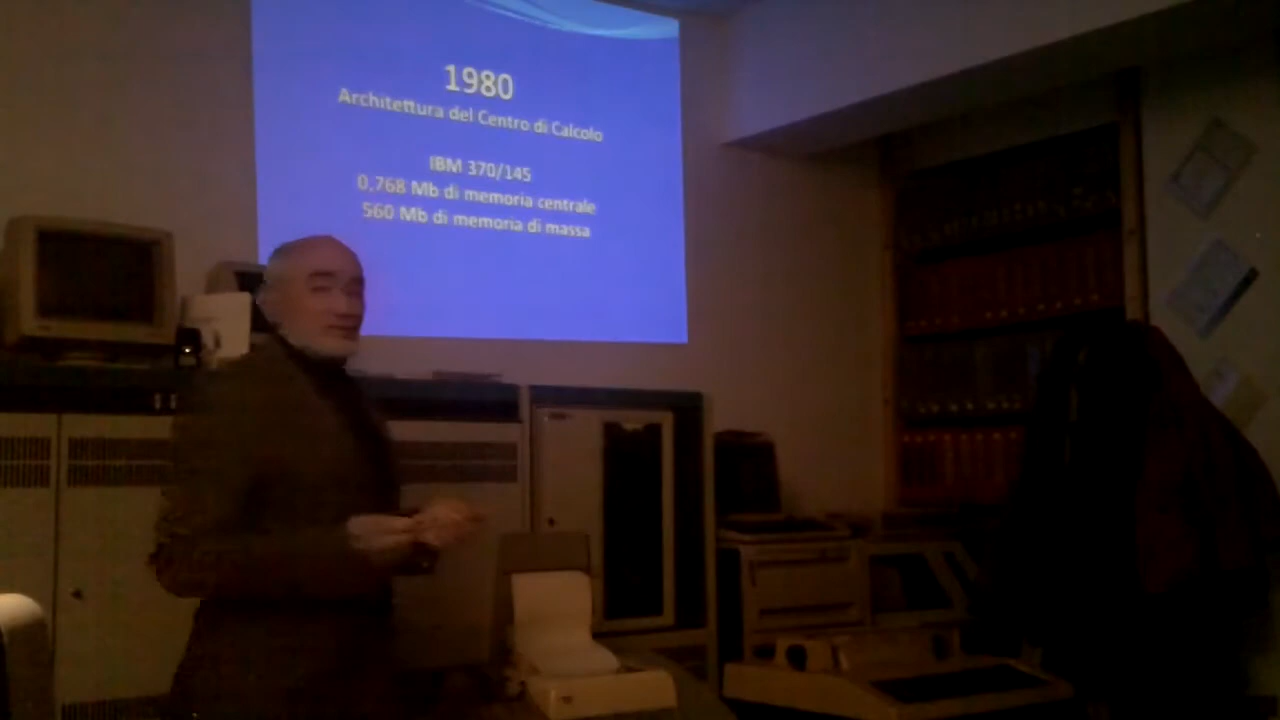 1980
Architettura del Centro di Calcolo
IBM 370/145
0,768 Mb di memoria centrale
560 Mb di memoria di massa